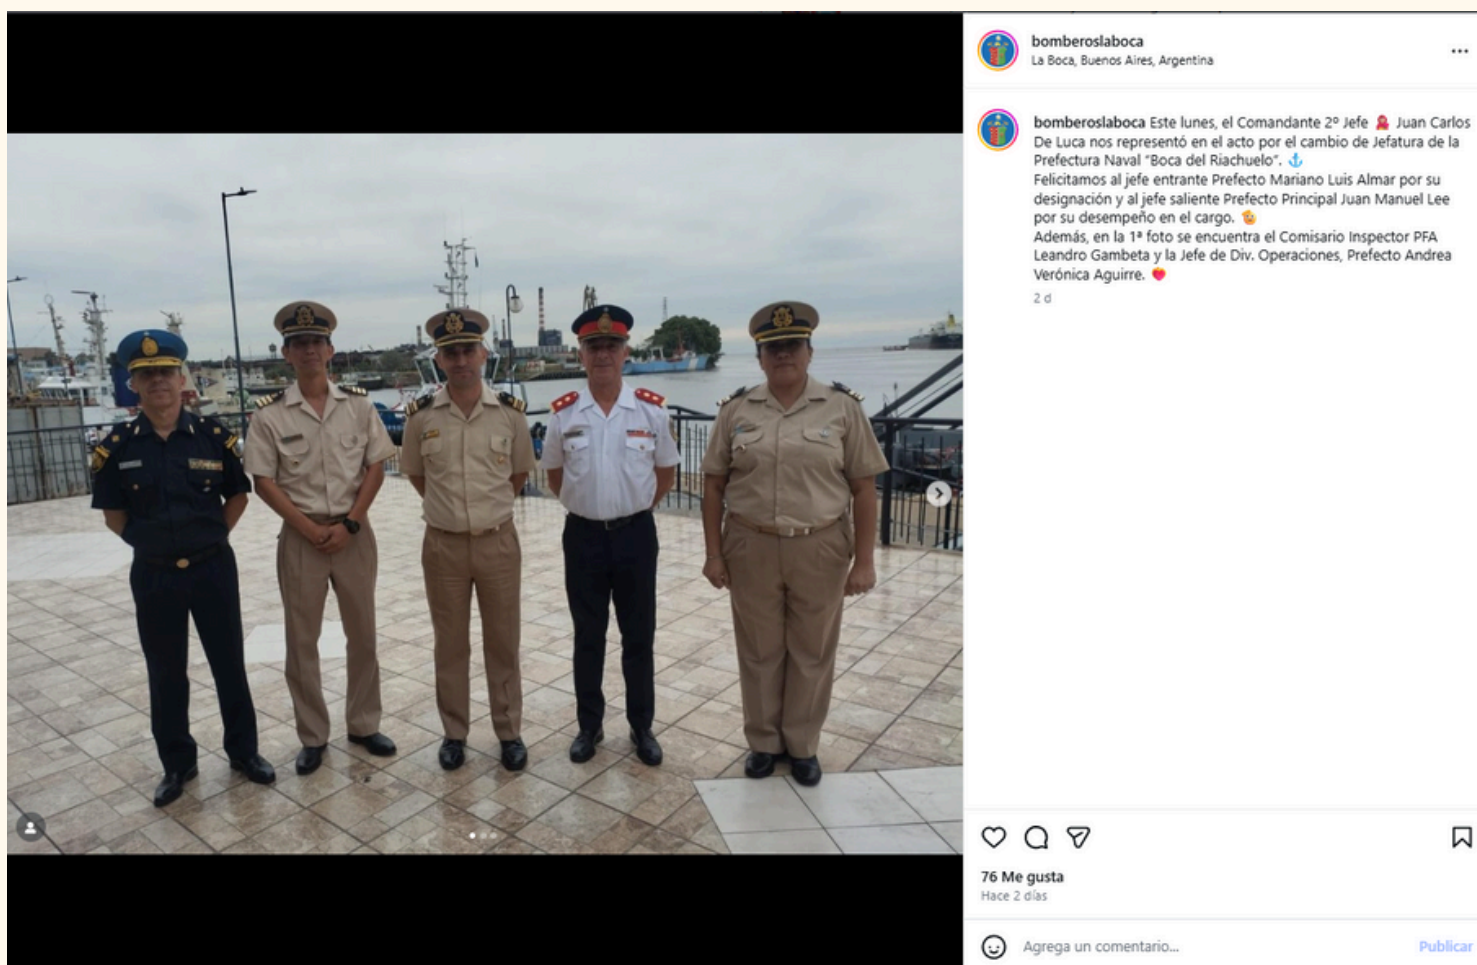 bomberoslaboca
La Boca, Buenos Aires, Argentina
bomberoslaboca Este lunes, el Comandante 2º Jefe 👩‍🚒 Juan Carlos
De Luca nos representó en el acto por el cambio de Jefatura de la
Prefectura Naval "Boca del Riachuelo". ⚓
Felicitamos al jefe entrante Prefecto Mariano Luis Almar por su
designación y al jefe saliente Prefecto Principal Juan Manuel Lee
por su desempeño en el cargo.
Además, en la 1ª foto se encuentra el Comisario Inspector PFA
Leandro Gambeta y la Jefe de Div. Operaciones, Prefecto Andrea
Verónica Aguirre.
2 d
76 Me gusta
Hace 2 días
Agrega un comentario...
Publicar